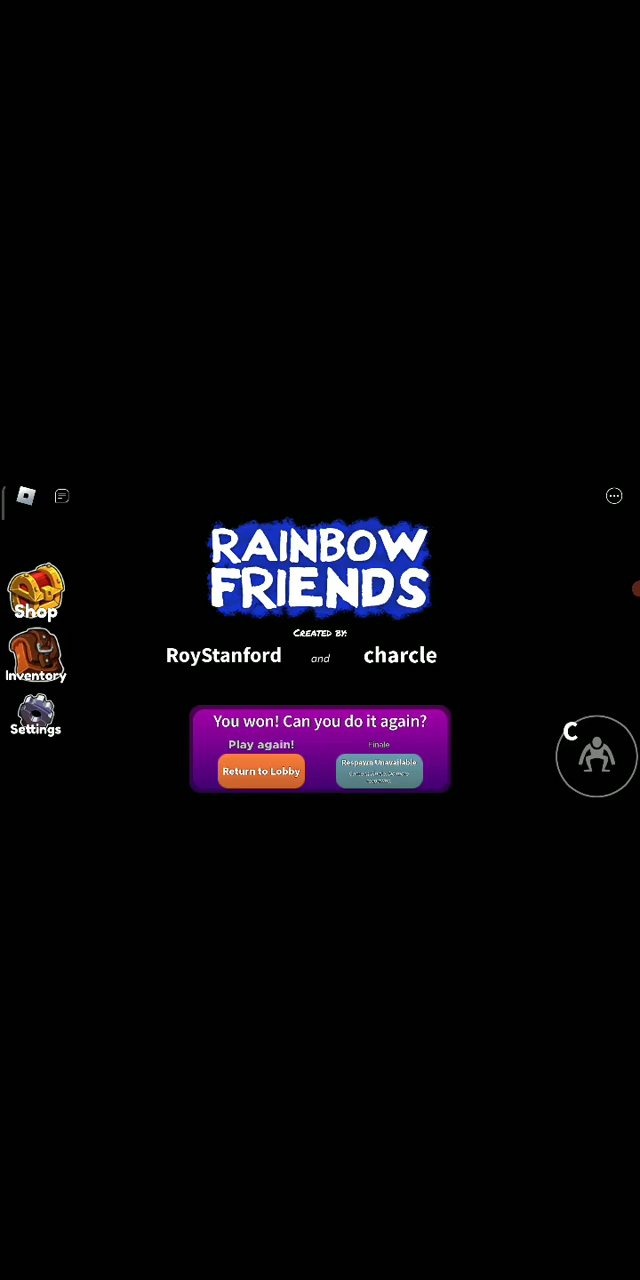 RAINBOW
FRIENDS
CREATED BY:
RoyStanford and charcle
Shop
Inventory
Settings
C
You won! Can you do it again?
Play again!
Finale
Return to Lobby
Respawn Unavailable